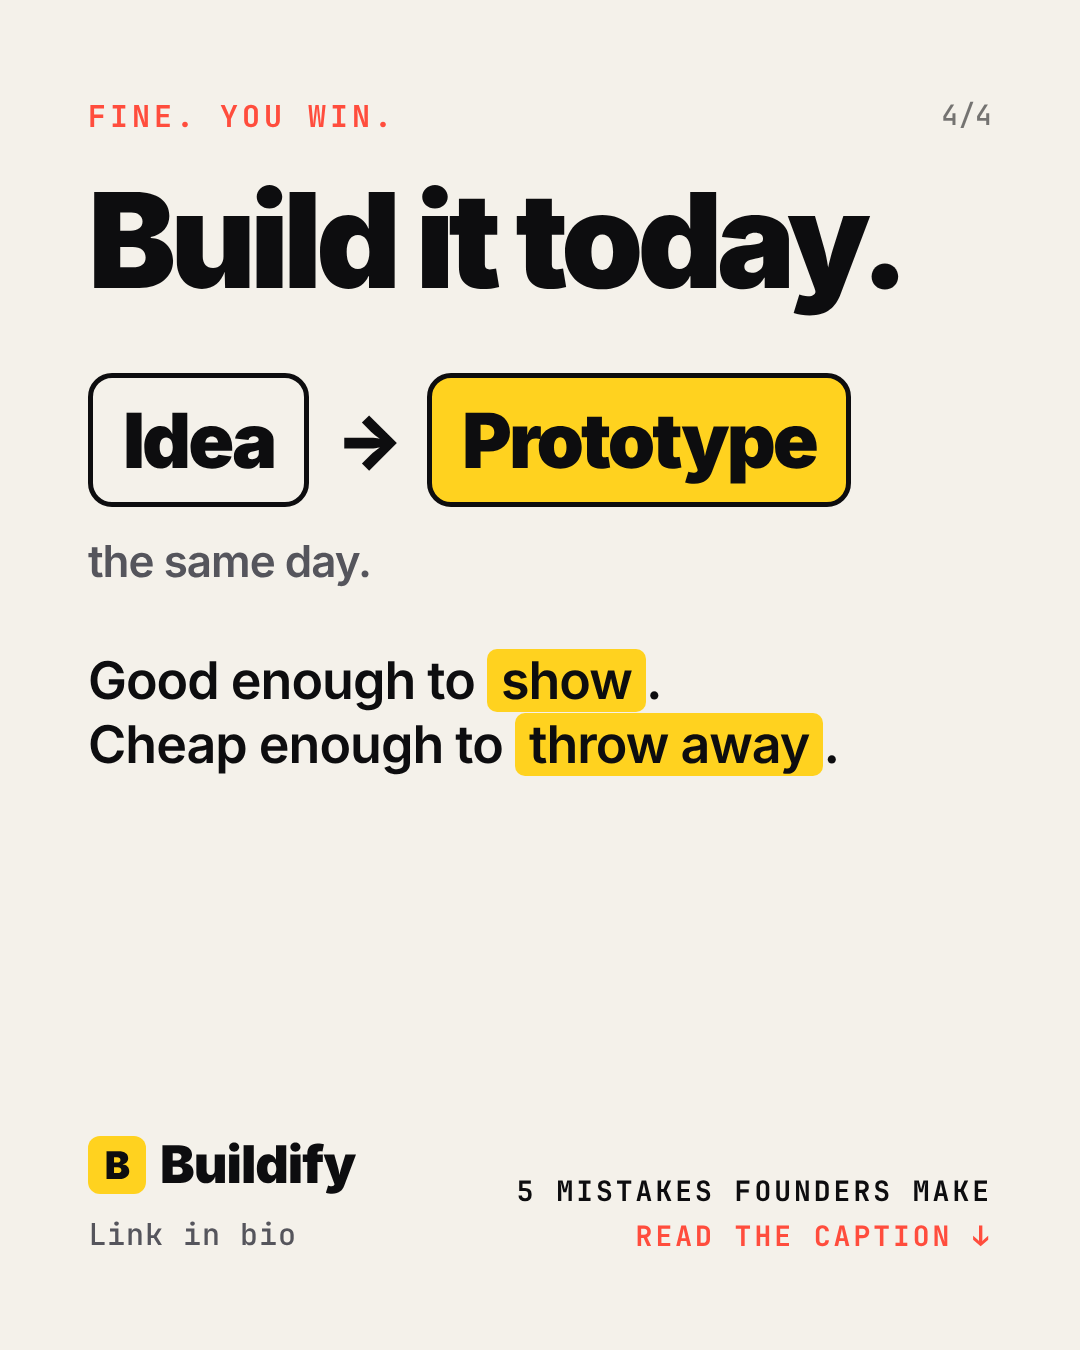 FINE. YOU WIN.
4/4
Build it today.
Idea → Prototype
the same day.
Good enough to show.
Cheap enough to throw away.
B Buildify
Link in bio
5 MISTAKES FOUNDERS MAKE
READ THE CAPTION ↓